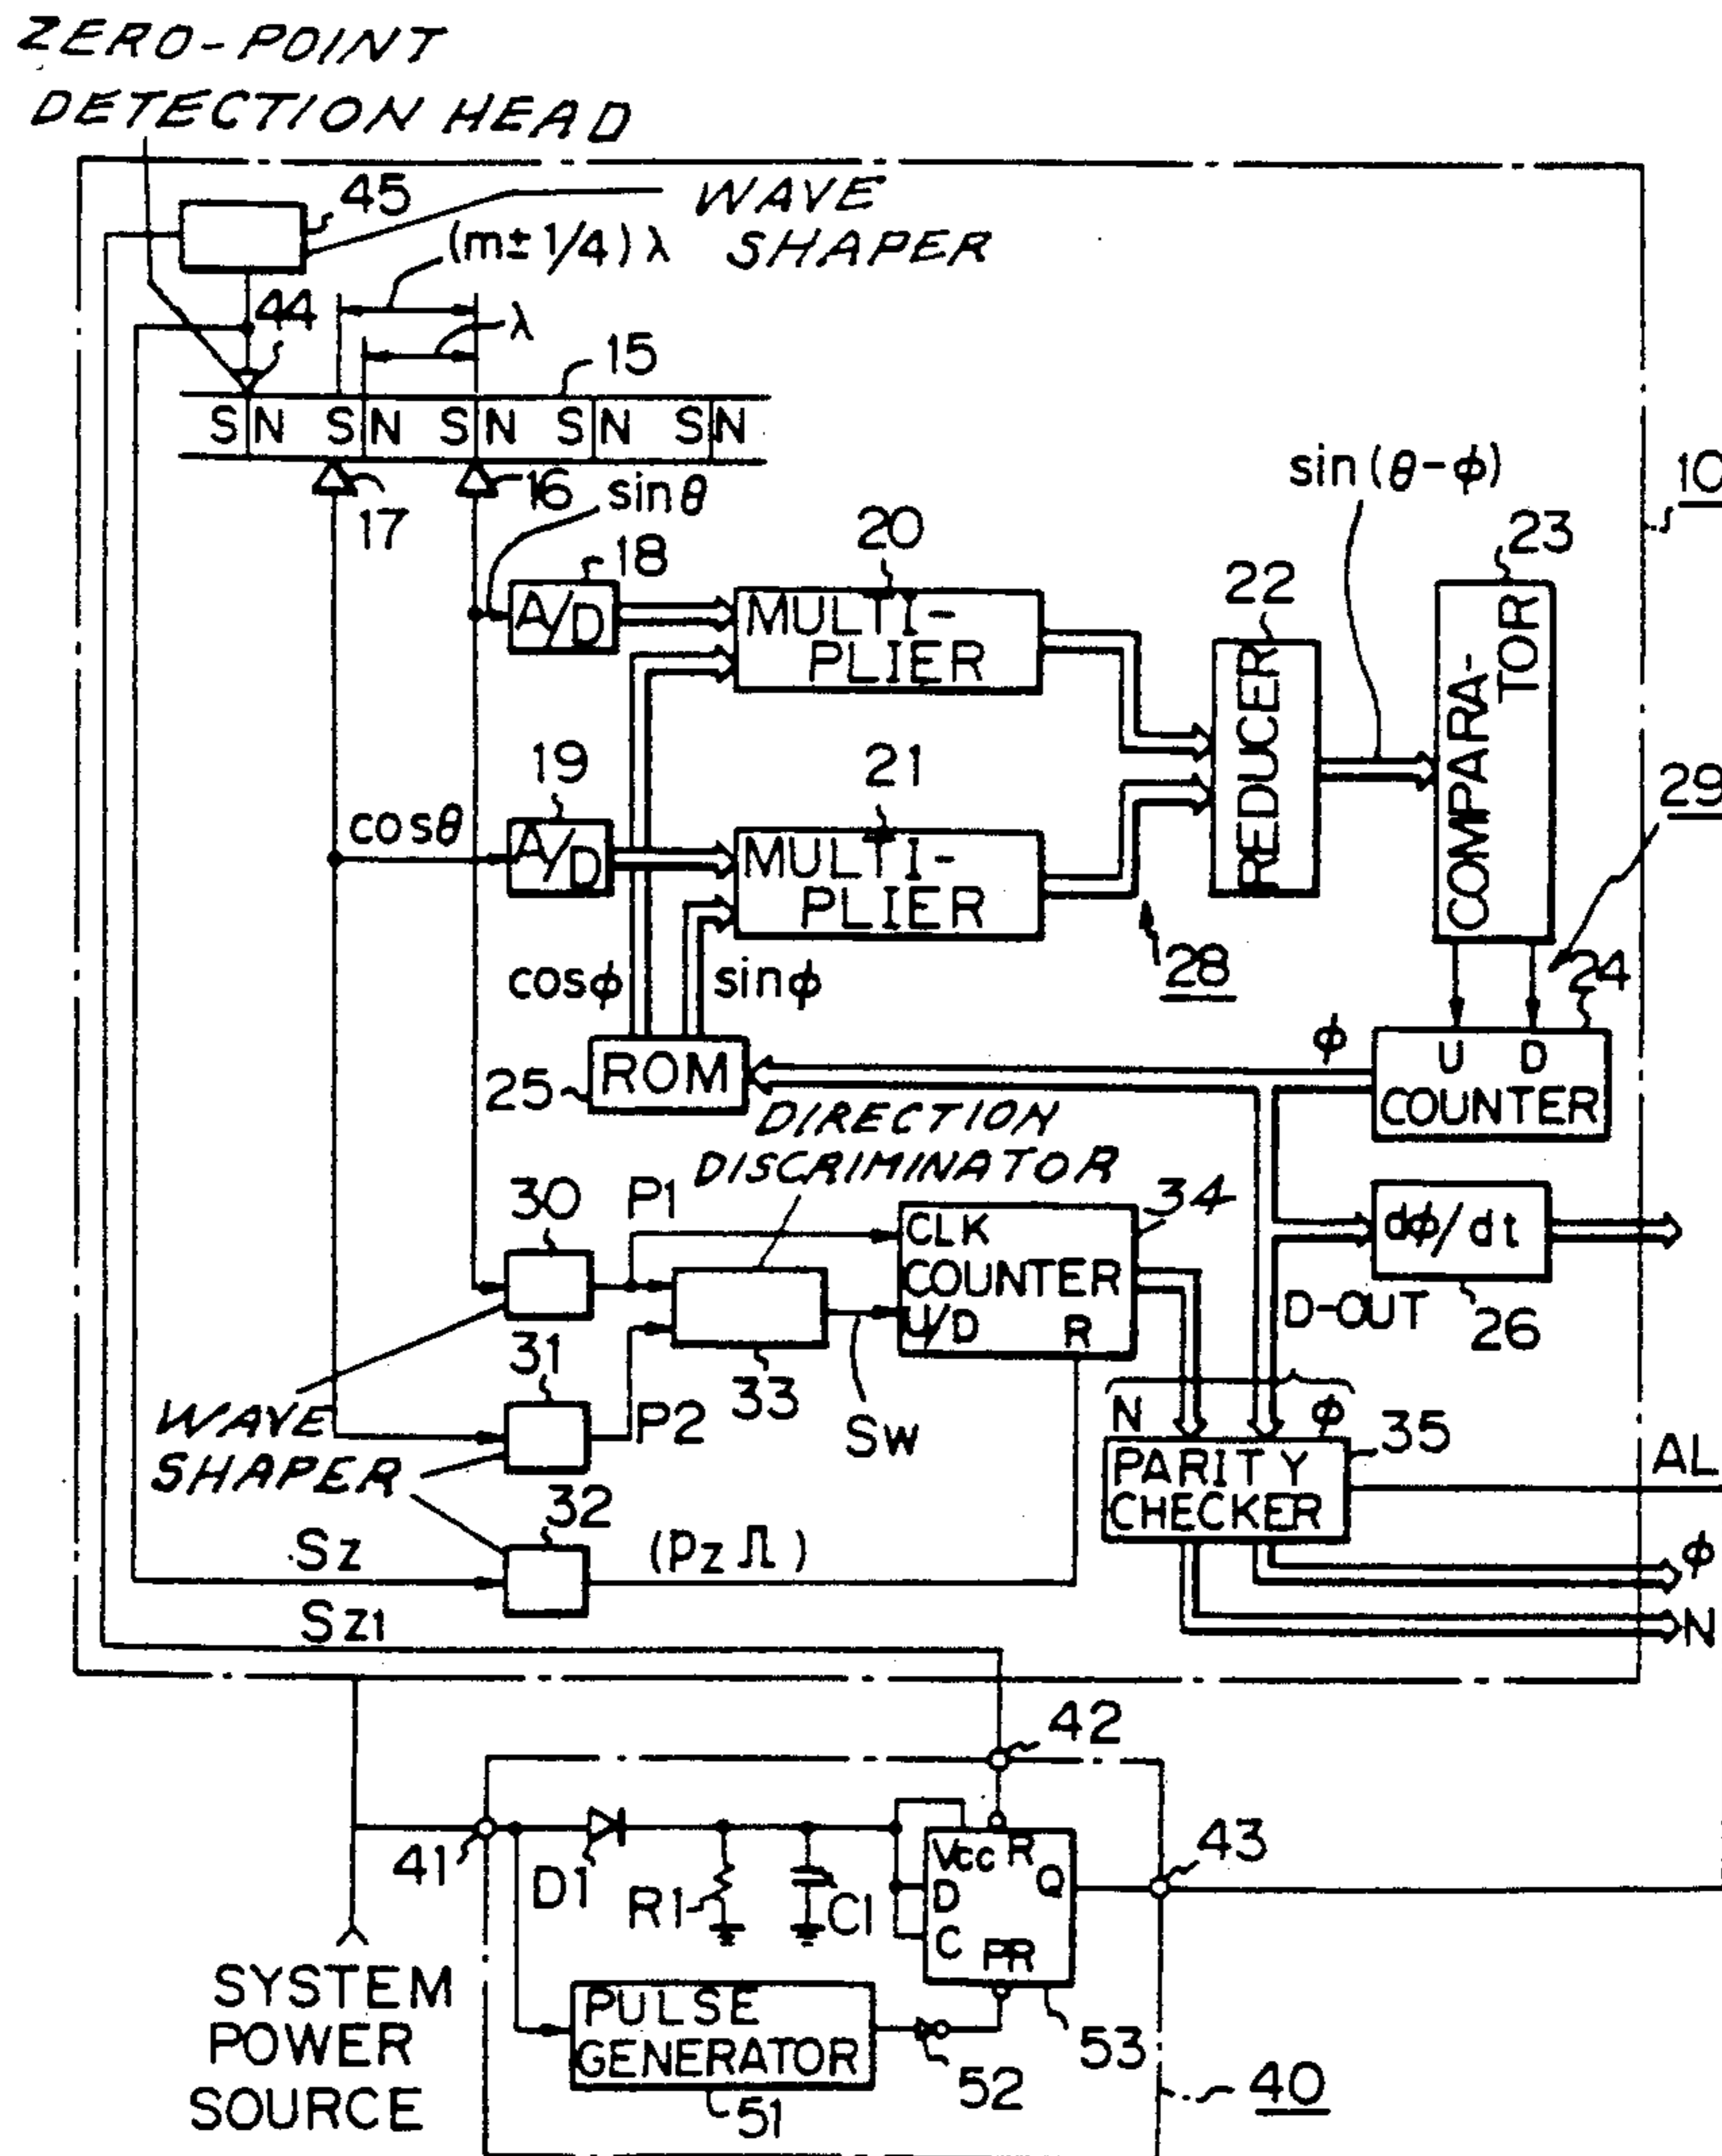 ZERO-POINT
DETECTION HEAD
45
WAVE
SHAPER
(m±1/4)λ
44
λ
15
S N S N S N S N S N
17
16
sinθ
sin(θ-ϕ)
10
18
A/D
20
MULTI-
PLIER
22
REDUCER
23
COMPARA-
TOR
19
cosθ
A/D
21
MULTI-
PLIER
29
28
24
cosϕ
sinϕ
ϕ
U D
COUNTER
25
ROM
DIRECTION
DISCRIMINATOR
30
P1
34
CLK
COUNTER
U/D R
dϕ/dt
D-OUT
26
31
33
P2
Sw
WAVE
SHAPER
N ϕ
35
PARITY
CHECKER
AL
32
Sz
(Pz)
ϕ
Sz1
N
42
41
D1
R1
C1
Vcc R
D Q
C PR
43
SYSTEM
POWER
SOURCE
PULSE
GENERATOR
51
52
53
40